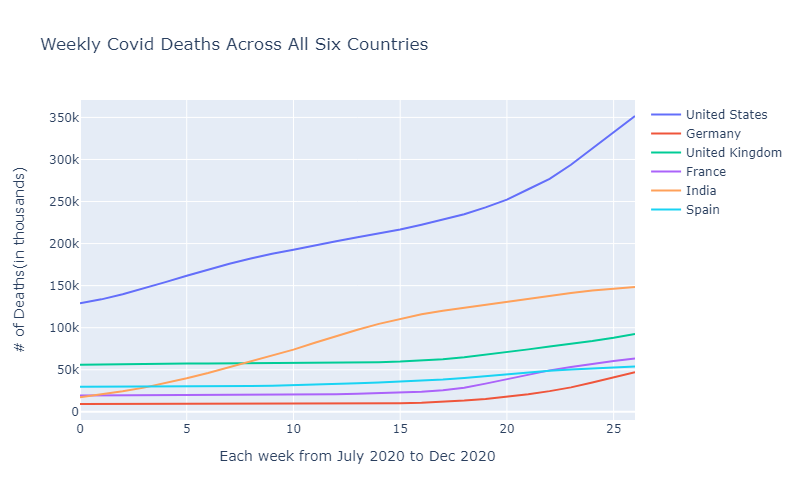 Weekly Covid Deaths Across All Six Countries
350k
300k
250k
200k
150k
100k
50k
0
# of Deaths(in thousands)
0 5 10 15 20 25
Each week from July 2020 to Dec 2020
United States
Germany
United Kingdom
France
India
Spain